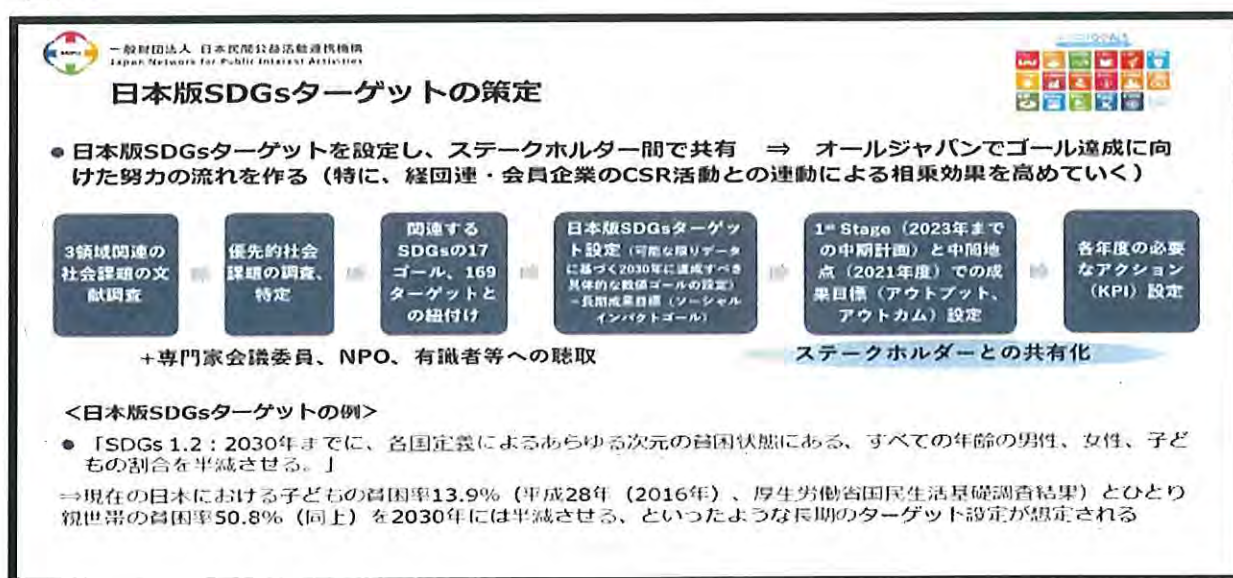 一般財団法人 日本民間公益活動連携機構
Japan Network for Public Interest Activities
日本版SDGsターゲットの策定
● 日本版SDGsターゲットを設定し、ステークホルダー間で共有 ⇒ オールジャパンでゴール達成に向
けた努力の流れを作る（特に、経団連・会員企業のCSR活動との連動による相乗効果を高めていく）
3領域関連の
社会課題の文
献調査
優先的社会
課題の調査、
特定
関連する
SDGsの17
ゴール、169
ターゲットと
の紐付け
日本版SDGsターゲッ
ト設定（可能な限りデータ
に基づく2030年に達成すべき
具体的な数値ゴールの設定）
－長期成果目標（ソーシャル
インパクトゴール）
1st Stage（2023年まで
の中期計画）と中間地
点（2021年度）での成
果目標（アウトプット、
アウトカム）設定
各年度の必要
なアクション
（KPI）設定
+専門家会議委員、NPO、有識者等への聴取
ステークホルダーとの共有化
＜日本版SDGsターゲットの例＞
● 「SDGs 1.2：2030年までに、各国定義によるあらゆる次元の貧困状態にある、すべての年齢の男性、女性、子ど
もの割合を半減させる。」
⇒現在の日本における子どもの貧困率13.9%（平成28年（2016年）、厚生労働省国民生活基礎調査結果）とひとり
親世帯の貧困率50.8%（同上）を2030年には半減させる、といったような長期のターゲット設定が想定される